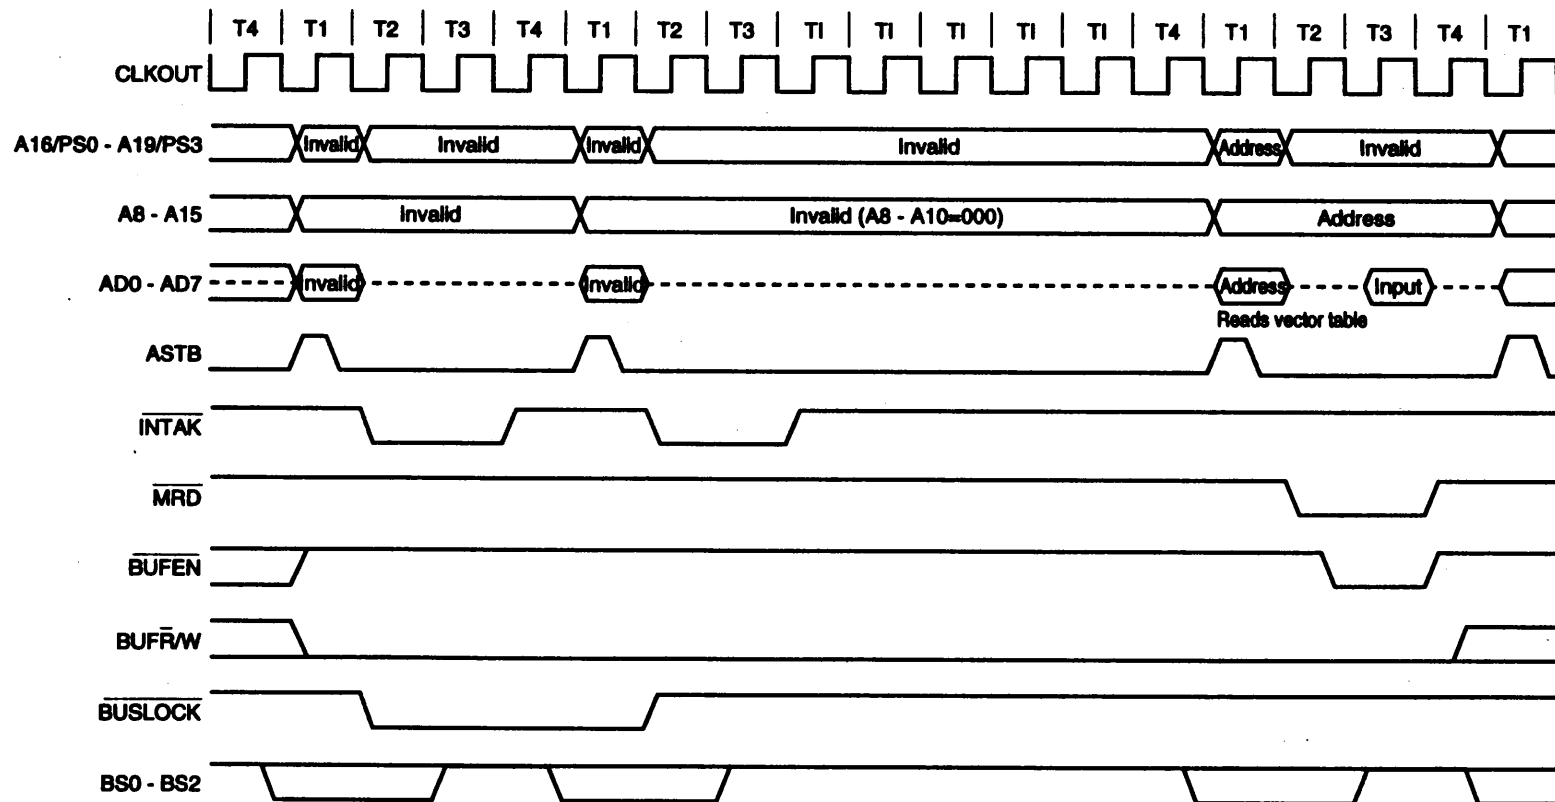 T4 T1 T2 T3 T4 T1 T2 T3 TI TI TI TI TI T4 T1 T2 T3 T4 T1
CLKOUT
A16/PS0 - A19/PS3 Invalid Invalid Invalid Invalid Address Invalid
A8 - A15 Invalid Invalid (A8 - A10=000) Address
AD0 - AD7 Invalid Invalid Address Input
Reads vector table
ASTB
INTAK
MRD
BUFEN
BUFR/W
BUSLOCK
BS0 - BS2